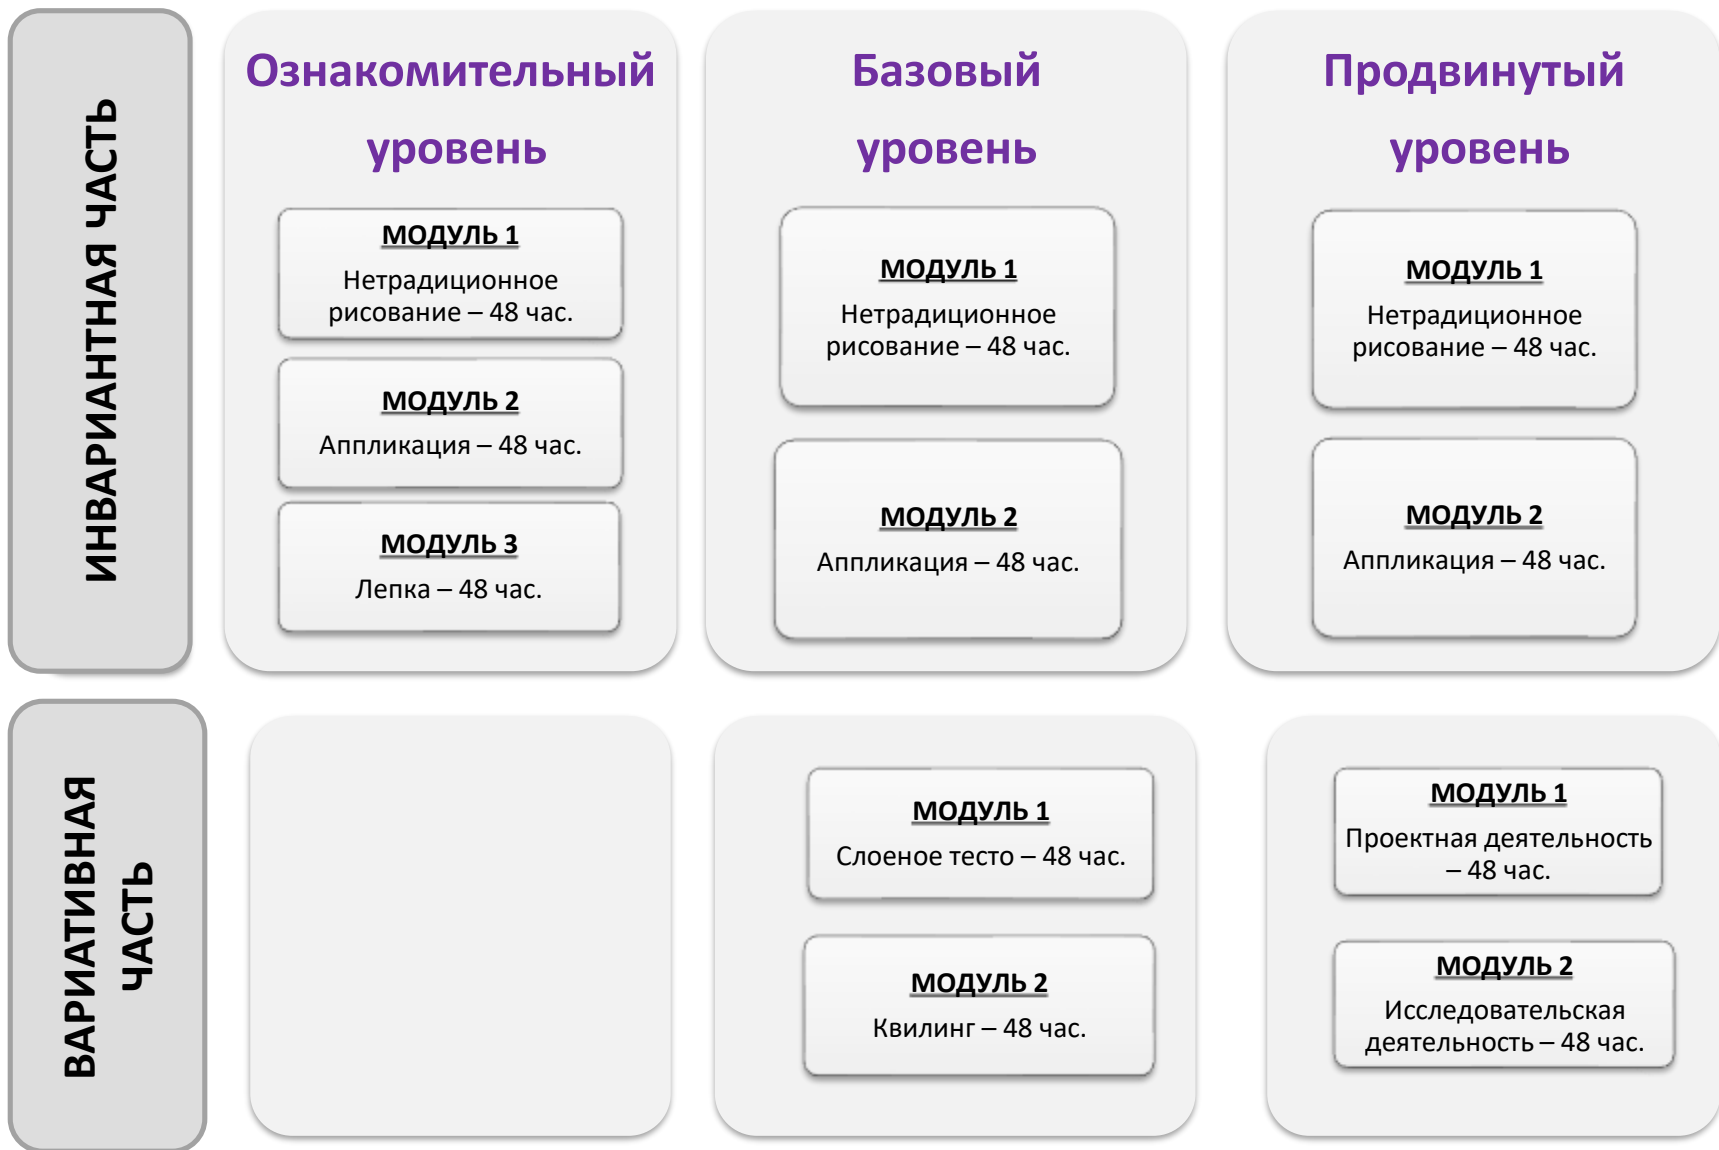 ИНВАРИАНТНАЯ ЧАСТЬ
Ознакомительный
уровень
МОДУЛЬ 1
Нетрадиционное
рисование – 48 час.
МОДУЛЬ 2
Аппликация – 48 час.
МОДУЛЬ 3
Лепка – 48 час.
Базовый
уровень
МОДУЛЬ 1
Нетрадиционное
рисование – 48 час.
МОДУЛЬ 2
Аппликация – 48 час.
Продвинутый
уровень
МОДУЛЬ 1
Нетрадиционное
рисование – 48 час.
МОДУЛЬ 2
Аппликация – 48 час.
ВАРИАТИВНАЯ
ЧАСТЬ
МОДУЛЬ 1
Слоеное тесто – 48 час.
МОДУЛЬ 2
Квилинг – 48 час.
МОДУЛЬ 1
Проектная деятельность
– 48 час.
МОДУЛЬ 2
Исследовательская
деятельность – 48 час.